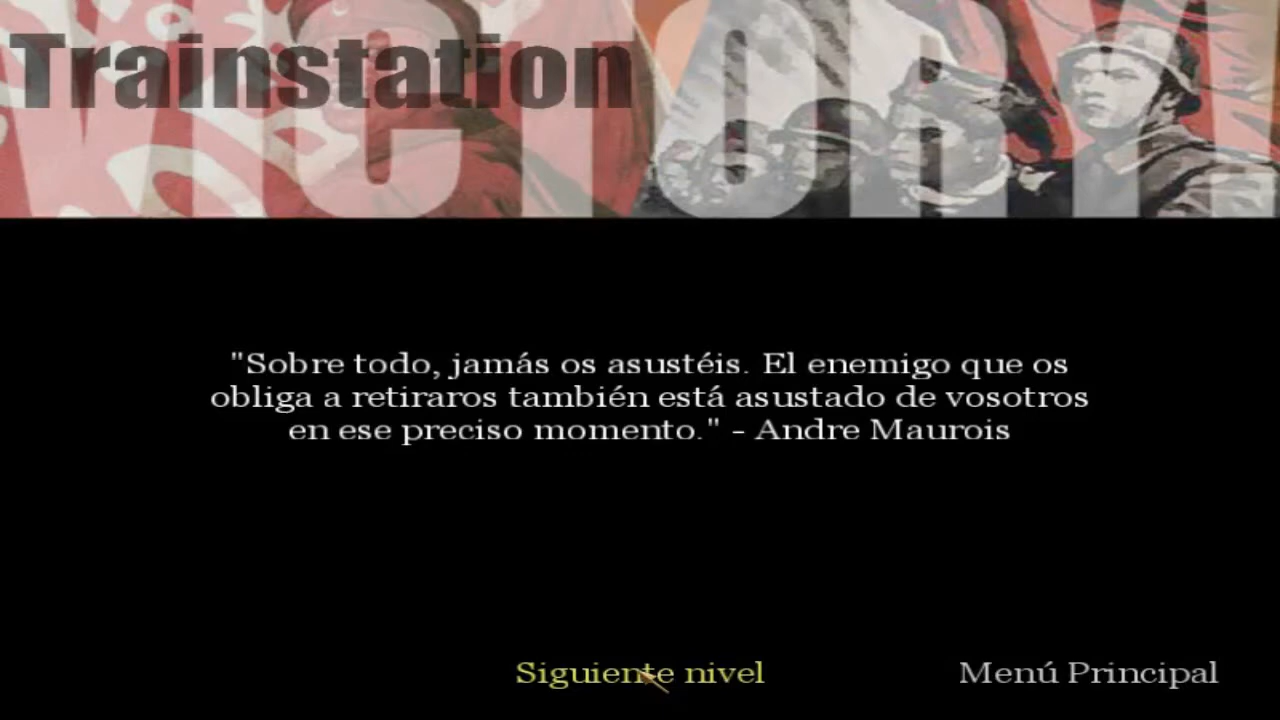 VICTORY!
Trainstation
"Sobre todo, jamás os asustéis. El enemigo que os
obliga a retiraros también está asustado de vosotros
en ese preciso momento." - Andre Maurois
Siguiente nivel
Menú Principal